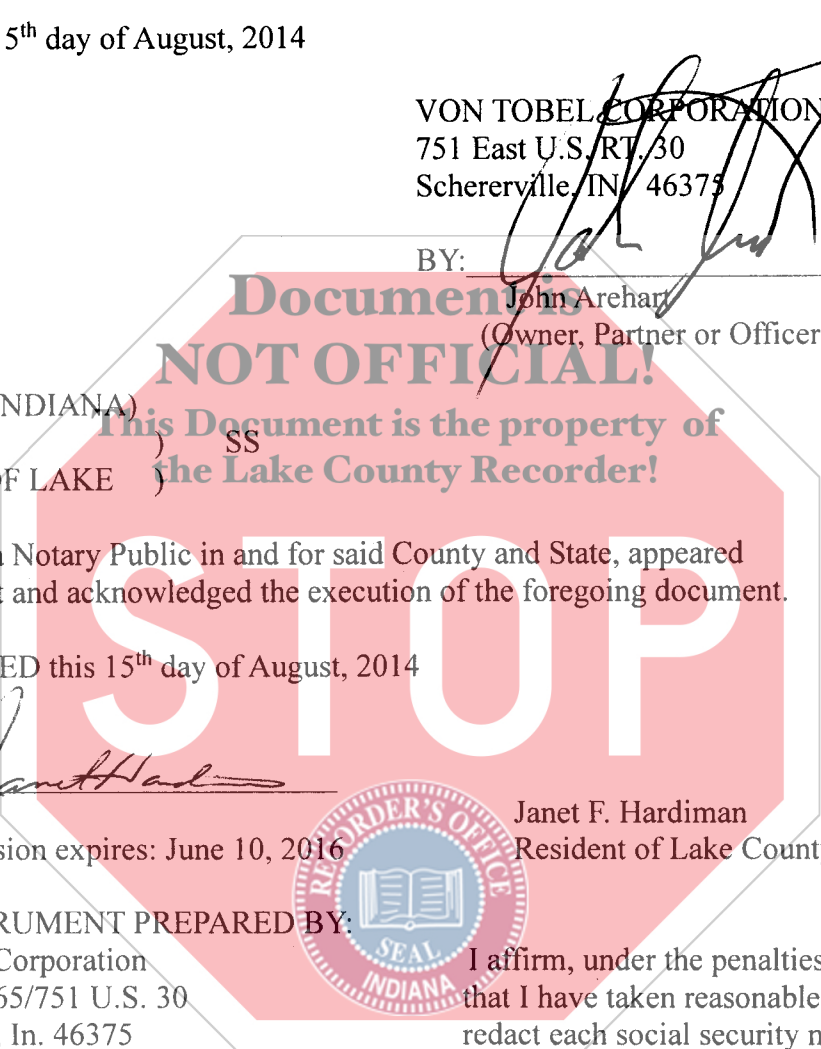 5th day of August, 2014
VON TOBEL CORPORATION
751 East U.S. RT. 30
Schererville, IN 46375
BY:
John Arehart
(Owner, Partner or Officer
Document is
NOT OFFICIAL!
This Document is the property of
the Lake County Recorder!
NDIANA)
) SS
F LAKE )
STOP
Notary Public in and for said County and State, appeared
t and acknowledged the execution of the foregoing document.
ED this 15th day of August, 2014
Janet F. Hardiman
sion expires: June 10, 2016
Resident of Lake Count
RECORDER'S OFFICE
SEAL
INDIANA
RUMENT PREPARED BY:
Corporation
65/751 U.S. 30
, In. 46375
I affirm, under the penalties
that I have taken reasonable
redact each social security n